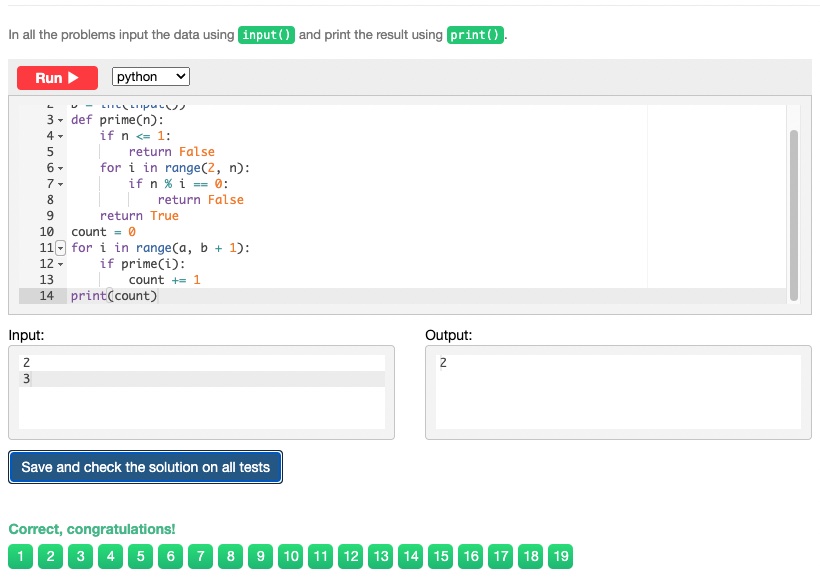 In all the problems input the data using input() and print the result using print().
Run ▶ python
2 b = int(input())
3 def prime(n):
4 if n <= 1:
5 return False
6 for i in range(2, n):
7 if n % i == 0:
8 return False
9 return True
10 count = 0
11 for i in range(a, b + 1):
12 if prime(i):
13 count += 1
14 print(count)
Input:
2
3
Output:
2
Save and check the solution on all tests
Correct, congratulations!
1 2 3 4 5 6 7 8 9 10 11 12 13 14 15 16 17 18 19